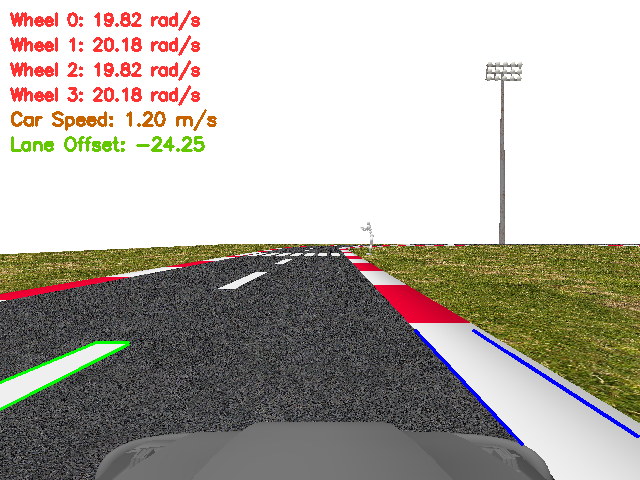 Wheel 0: 19.82 rad/s
Wheel 1: 20.18 rad/s
Wheel 2: 19.82 rad/s
Wheel 3: 20.18 rad/s
Car Speed: 1.20 m/s
Lane Offset: -24.25